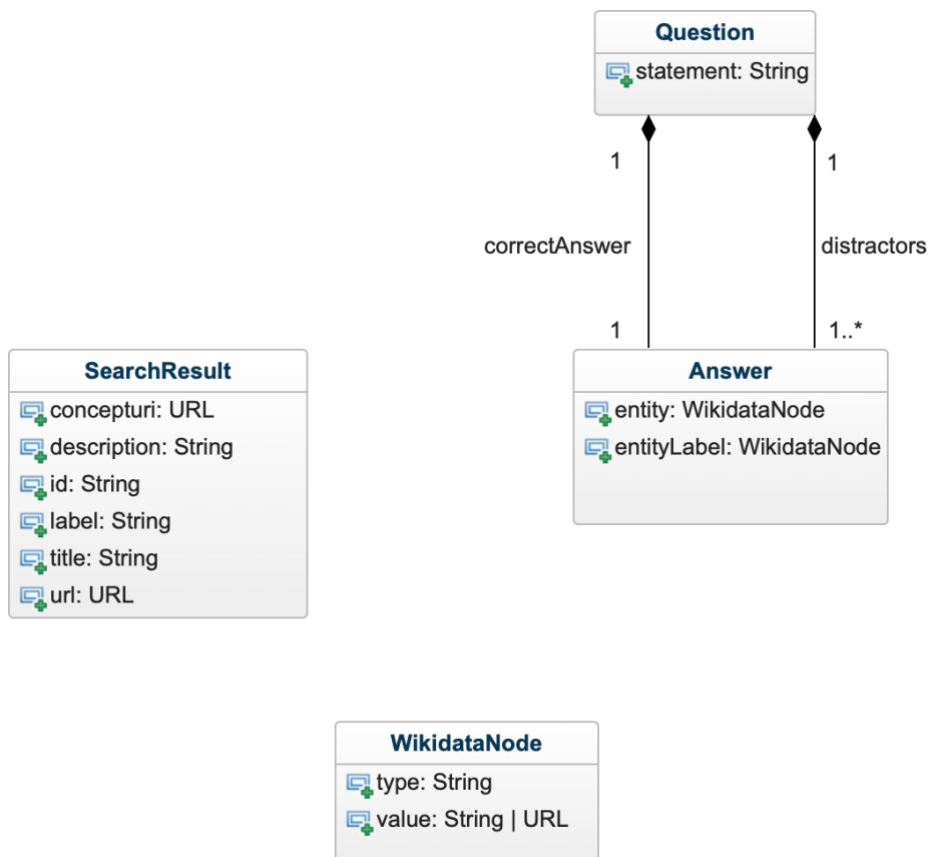 Question
statement: String
1
1
correctAnswer
distractors
1
1..*
SearchResult
concepturi: URL
description: String
id: String
label: String
title: String
url: URL
Answer
entity: WikidataNode
entityLabel: WikidataNode
WikidataNode
type: String
value: String | URL